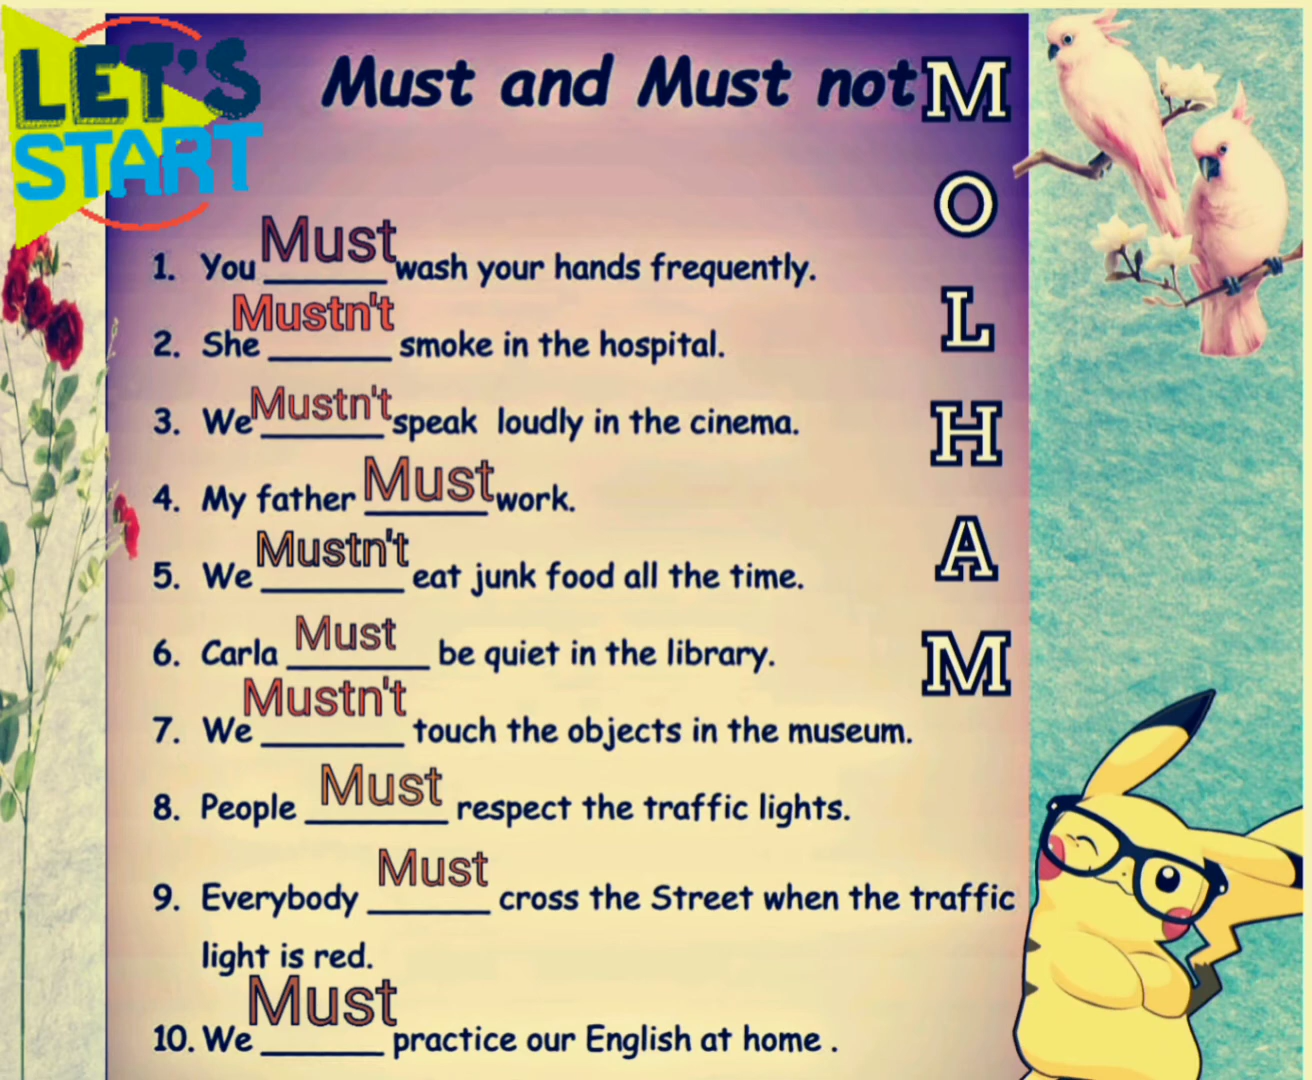 LET'S
START
Must and Must not
M
O
L
H
A
M
1. You Must wash your hands frequently.
2. She Mustn't smoke in the hospital.
3. We Mustn't speak loudly in the cinema.
4. My father Must work.
5. We Mustn't eat junk food all the time.
6. Carla Must be quiet in the library.
7. We Mustn't touch the objects in the museum.
8. People Must respect the traffic lights.
9. Everybody Must cross the Street when the traffic
light is red.
10. We Must practice our English at home .